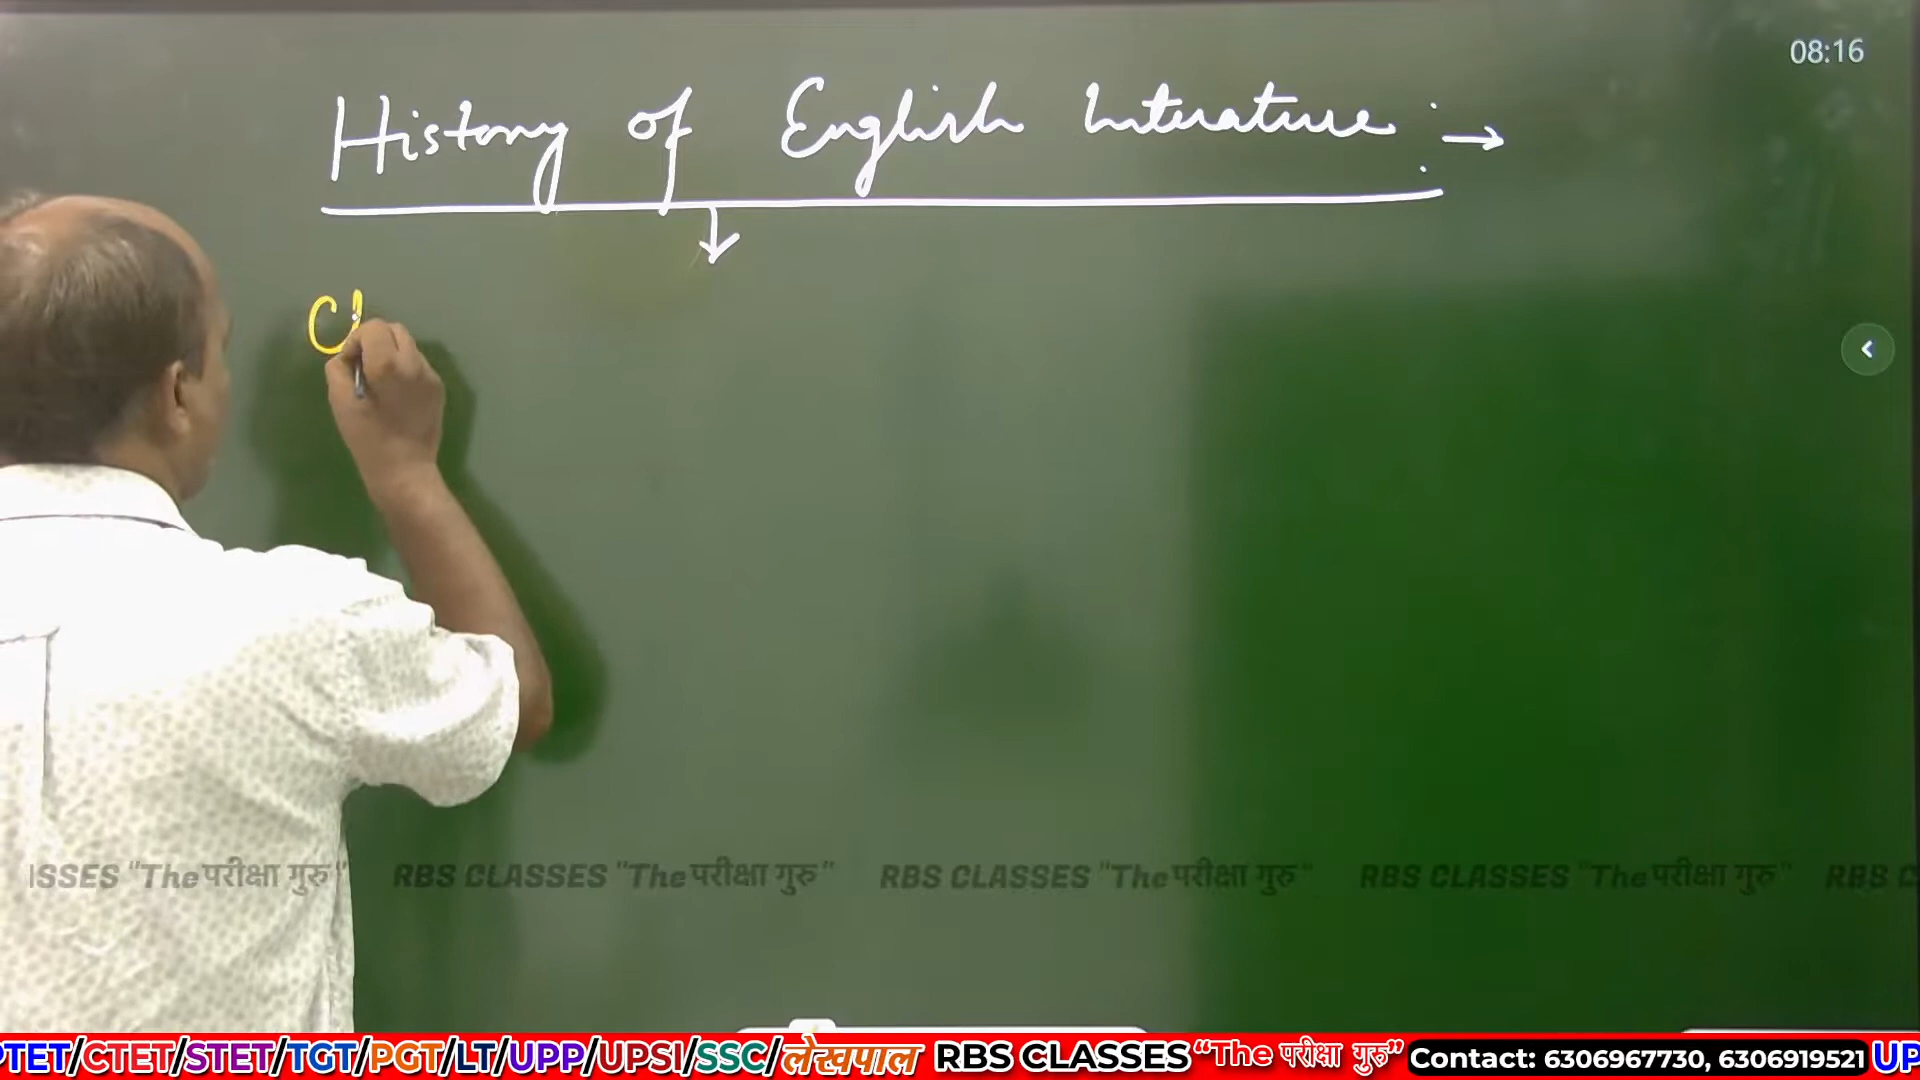 08:16
History of English Literature :→
ISSES "The परीक्षा गुरु" RBS CLASSES "The परीक्षा गुरु" RBS CLASSES "The परीक्षा गुरु" RBS CLASSES "The परीक्षा गुरु" RBS C
PTET/CTET/STET/TGT/PGT/LT/UPP/UPSI/SSC/लेखपाल RBS CLASSES “The परीक्षा गुरु” Contact: 6306967730, 6306919521 UP